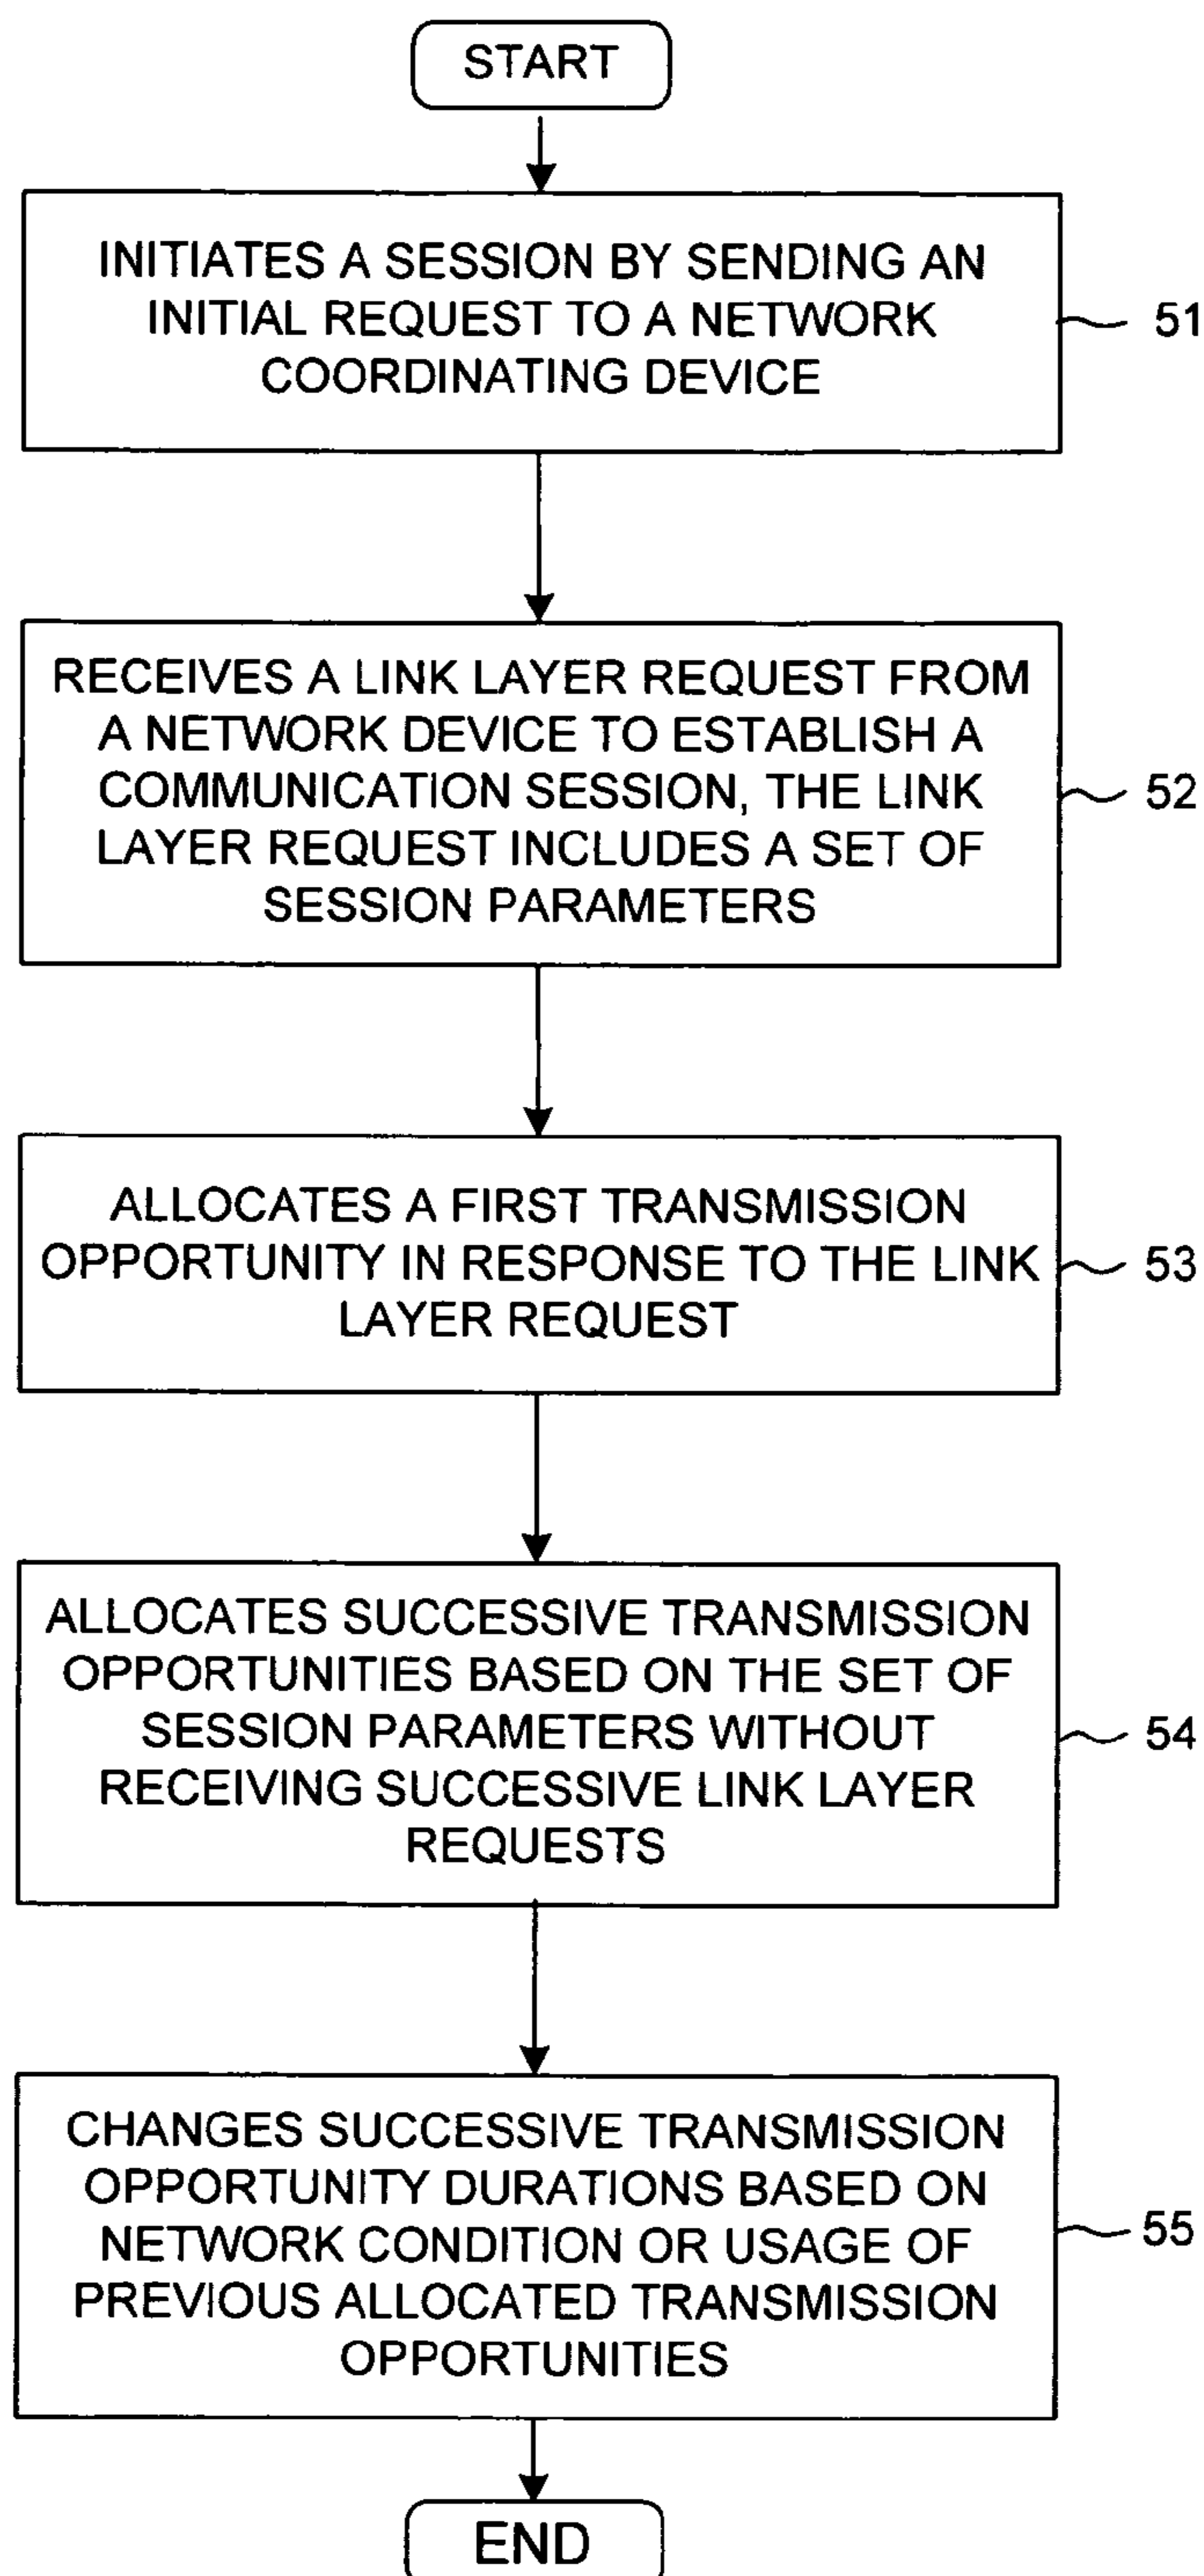 START
INITIATES A SESSION BY SENDING AN
INITIAL REQUEST TO A NETWORK
COORDINATING DEVICE
51
RECEIVES A LINK LAYER REQUEST FROM
A NETWORK DEVICE TO ESTABLISH A
COMMUNICATION SESSION, THE LINK
LAYER REQUEST INCLUDES A SET OF
SESSION PARAMETERS
52
ALLOCATES A FIRST TRANSMISSION
OPPORTUNITY IN RESPONSE TO THE LINK
LAYER REQUEST
53
ALLOCATES SUCCESSIVE TRANSMISSION
OPPORTUNITIES BASED ON THE SET OF
SESSION PARAMETERS WITHOUT
RECEIVING SUCCESSIVE LINK LAYER
REQUESTS
54
CHANGES SUCCESSIVE TRANSMISSION
OPPORTUNITY DURATIONS BASED ON
NETWORK CONDITION OR USAGE OF
PREVIOUS ALLOCATED TRANSMISSION
OPPORTUNITIES
55
END